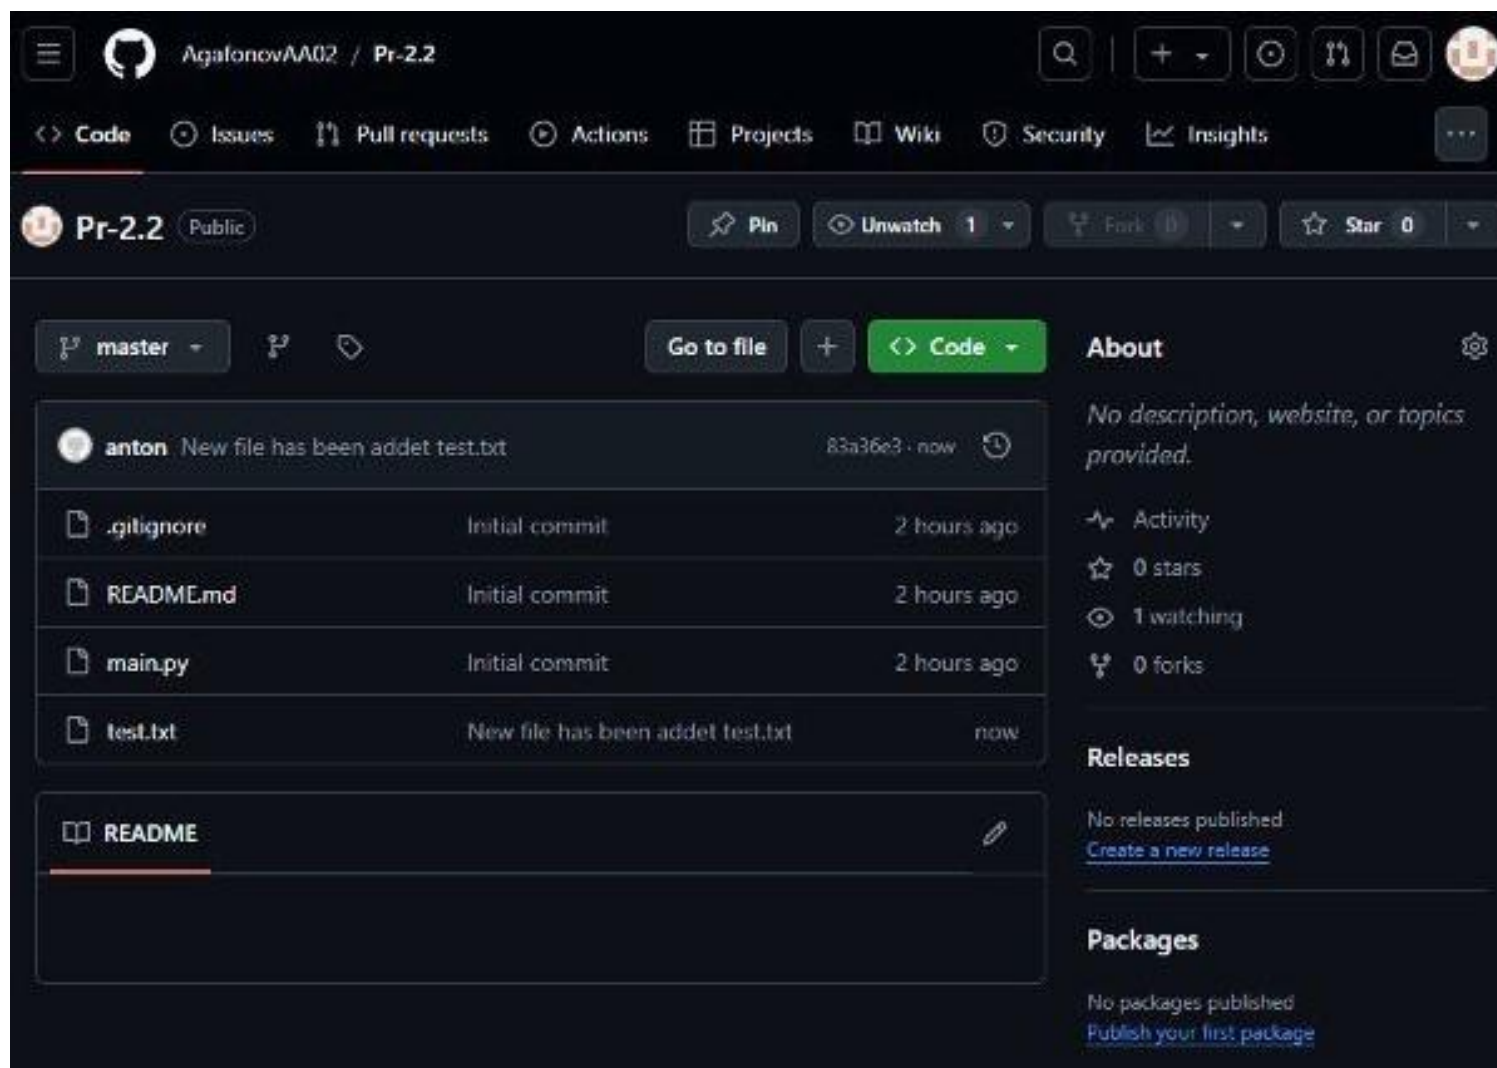 AgafonovAA02 / Pr-2.2
Code Issues Pull requests Actions Projects Wiki Security Insights
Pr-2.2 Public Pin Unwatch 1 Fork 0 Star 0
master Go to file Code
anton New file has been addet test.txt 83a36e3 · now
.gitignore Initial commit 2 hours ago
README.md Initial commit 2 hours ago
main.py Initial commit 2 hours ago
test.txt New file has been addet test.txt now
README
About
No description, website, or topics
provided.
Activity
0 stars
1 watching
0 forks
Releases
No releases published
Create a new release
Packages
No packages published
Publish your first package